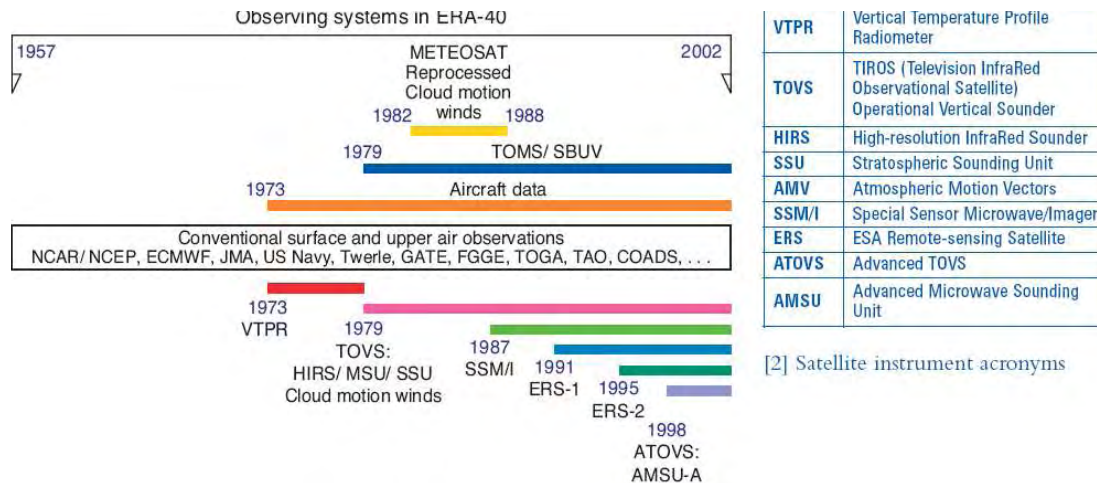 Observing systems in ERA-40
1957
2002
METEOSAT
Reprocessed
Cloud motion
winds
1982
1988
1979
TOMS/ SBUV
1973
Aircraft data
Conventional surface and upper air observations
NCAR/ NCEP, ECMWF, JMA, US Navy, Twerle, GATE, FGGE, TOGA, TAO, COADS, . . .
1973
VTPR
1979
TOVS:
HIRS/ MSU/ SSU
Cloud motion winds
1987
SSM/I
1991
ERS-1
1995
ERS-2
1998
ATOVS:
AMSU-A
VTPR
Vertical Temperature Profile
Radiometer
TOVS
TIROS (Television InfraRed
Observational Satellite)
Operational Vertical Sounder
HIRS
High-resolution InfraRed Sounder
SSU
Stratospheric Sounding Unit
AMV
Atmospheric Motion Vectors
SSM/I
Special Sensor Microwave/Imager
ERS
ESA Remote-sensing Satellite
ATOVS
Advanced TOVS
AMSU
Advanced Microwave Sounding
Unit
[2] Satellite instrument acronyms